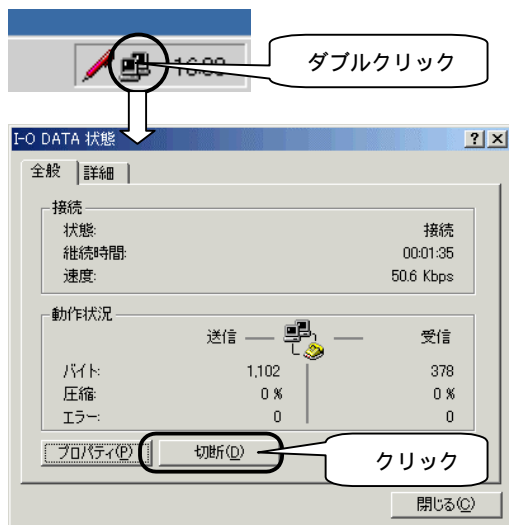 16:00
ダブルクリック
I-O DATA 状態
全般 詳細
接続
状態: 接続
継続時間: 00:01:35
速度: 50.6 Kbps
動作状況
送信 受信
バイト: 1,102 378
圧縮: 0 % 0 %
エラー: 0 0
プロパティ(P) 切断(D)
クリック
閉じる(C)